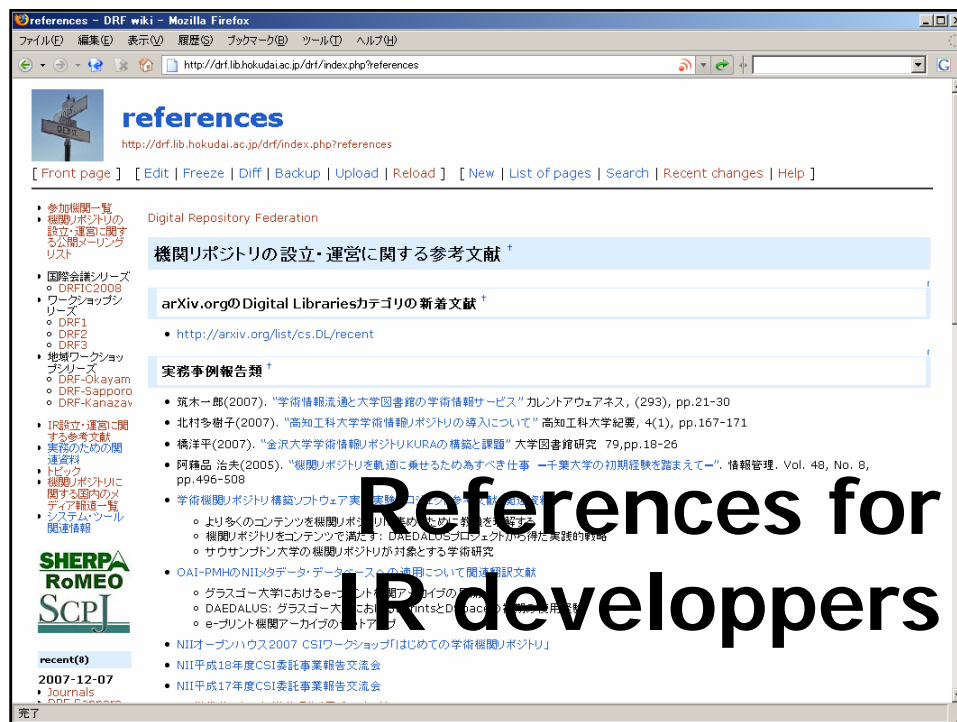 references - DRF wiki - Mozilla Firefox
ファイル(F) 編集(E) 表示(V) 履歴(S) ブックマーク(B) ツール(T) ヘルプ(H)
http://drf.lib.hokudai.ac.jp/drf/index.php?references
references
http://drf.lib.hokudai.ac.jp/drf/index.php?references
[ Front page ] [ Edit | Freeze | Diff | Backup | Upload | Reload ] [ New | List of pages | Search | Recent changes | Help ]
参加機関一覧
機関リポジトリの
設立・運営に関す
る公開メーリング
リスト
国際会議シリーズ
DRFIC2008
ワークショップシ
リーズ
DRF1
DRF2
DRF3
地域ワークショッ
プシリーズ
DRF-Okayam
DRF-Sapporo
DRF-Kanazav
IR設立・運営に関
する参考文献
実務のための関
連資料
トピック
機関リポジトリに
関する国内のメ
ディア報道一覧
システム・ツール
関連情報
SHERPA
RoMEO
SCPJ
recent(8)
2007-12-07
Journals
DRF-Sapporo
Digital Repository Federation
機関リポジトリの設立・運営に関する参考文献 †
arXiv.orgのDigital Librariesカテゴリの新着文献 †
http://arxiv.org/list/cs.DL/recent
実務事例報告類 †
筑木一郎(2007). "学術情報流通と大学図書館の学術情報サービス" カレントアウェアネス, (293), pp.21-30
北村多樹子(2007). "高知工科大学学術情報リポジトリの導入について" 高知工科大学紀要, 4(1), pp.167-171
橋洋平(2007). "金沢大学学術情報リポジトリKURAの構築と課題" 大学図書館研究 79,pp.18-26
阿蘓品 治夫(2005). "機関リポジトリを軌道に乗せるため為すべき仕事 ー千葉大学の初期経験を踏まえてー". 情報管理. Vol. 48, No. 8,
pp.496-508
学術機関リポジトリ構築ソフトウェア実
より多くのコンテンツを機関リポジ
機関リポジトリをコンテンツで満たす: DAEDALUSプロジェクトから得た実践的戦略
サウサンプトン大学の機関リポジトリが対象とする学術研究
OAI-PMHのNIIメタデータ・データベースへの適用について関連翻訳文献
グラスゴー大学におけるe-プリント機関アーカイブの
DAEDALUS: グラスゴー大
e-プリント機関アーカイブのセットアップ
NIIオープンハウス2007 CSIワークショップ「はじめての学術機関リポジトリ」
NII平成18年度CSI委託事業報告交流会
NII平成17年度CSI委託事業報告交流会
References for
IR developpers
完了